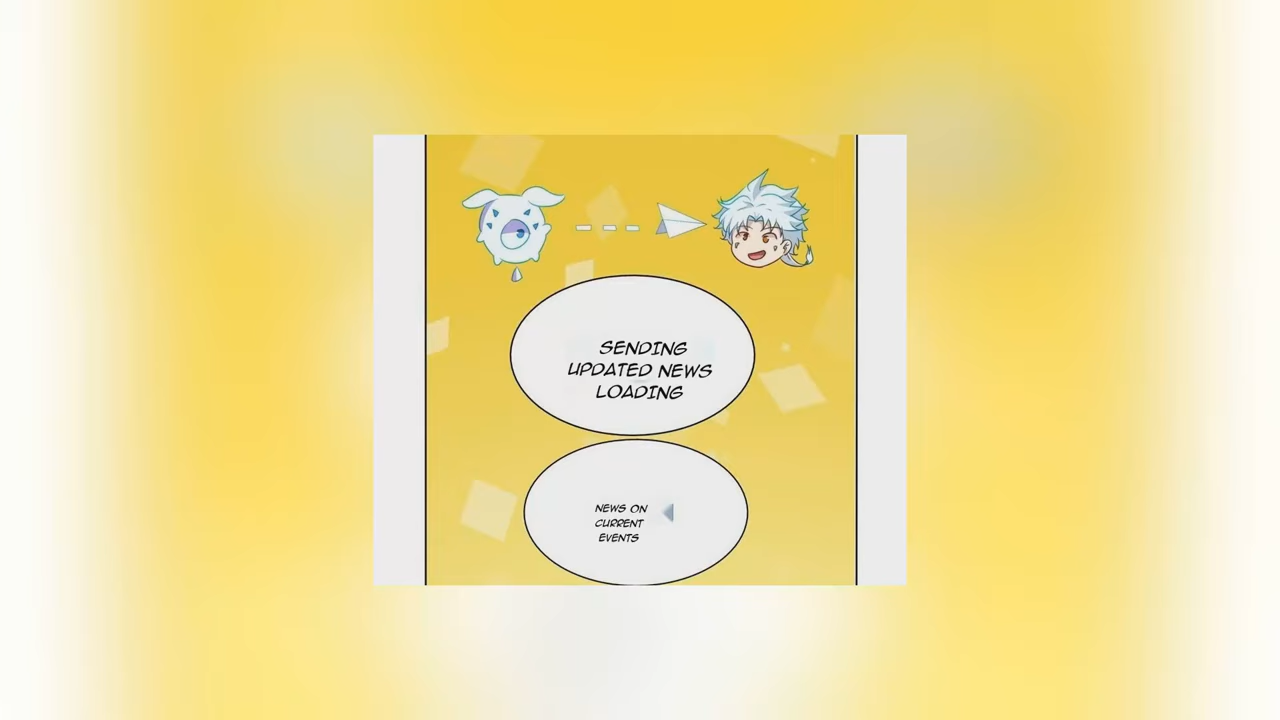 SENDING
UPDATED NEWS
LOADING
NEWS ON
CURRENT
EVENTS